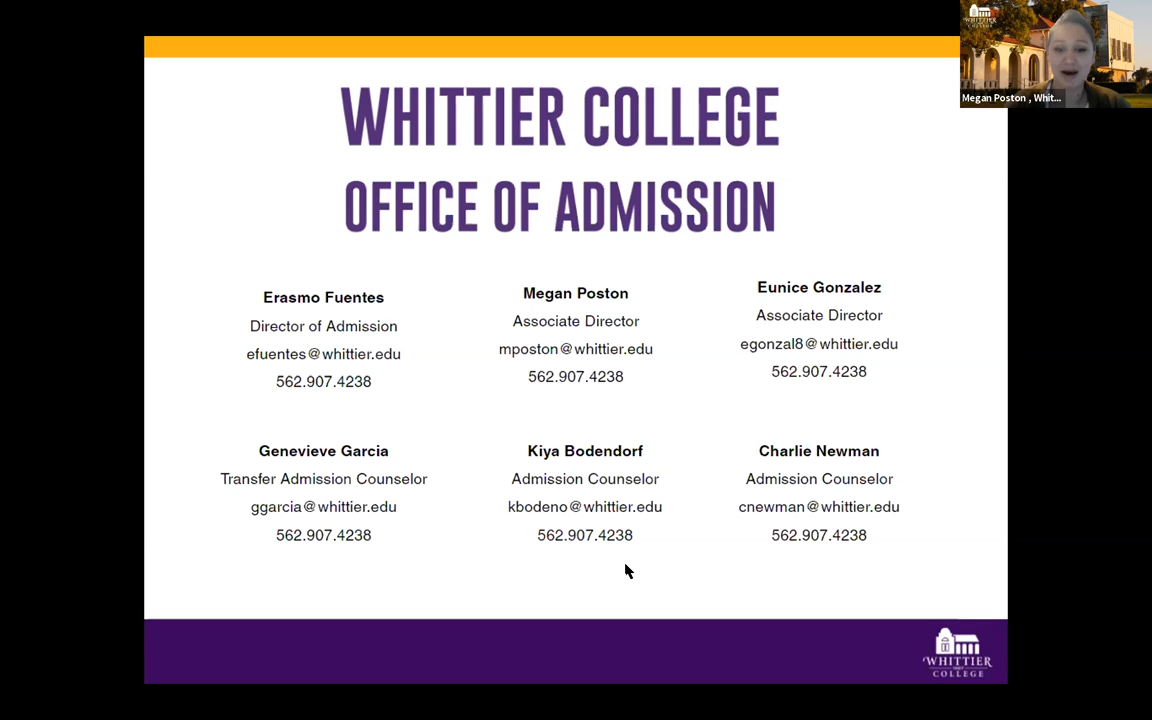 WHITTIER COLLEGE
OFFICE OF ADMISSION
Erasmo Fuentes
Director of Admission
efuentes@whittier.edu
562.907.4238
Megan Poston
Associate Director
mposton@whittier.edu
562.907.4238
Eunice Gonzalez
Associate Director
egonzal8@whittier.edu
562.907.4238
Genevieve Garcia
Transfer Admission Counselor
ggarcia@whittier.edu
562.907.4238
Kiya Bodendorf
Admission Counselor
kbodeno@whittier.edu
562.907.4238
Charlie Newman
Admission Counselor
cnewman@whittier.edu
562.907.4238
WHITTIER
COLLEGE
WHITTIER
COLLEGE
Megan Poston , Whit...